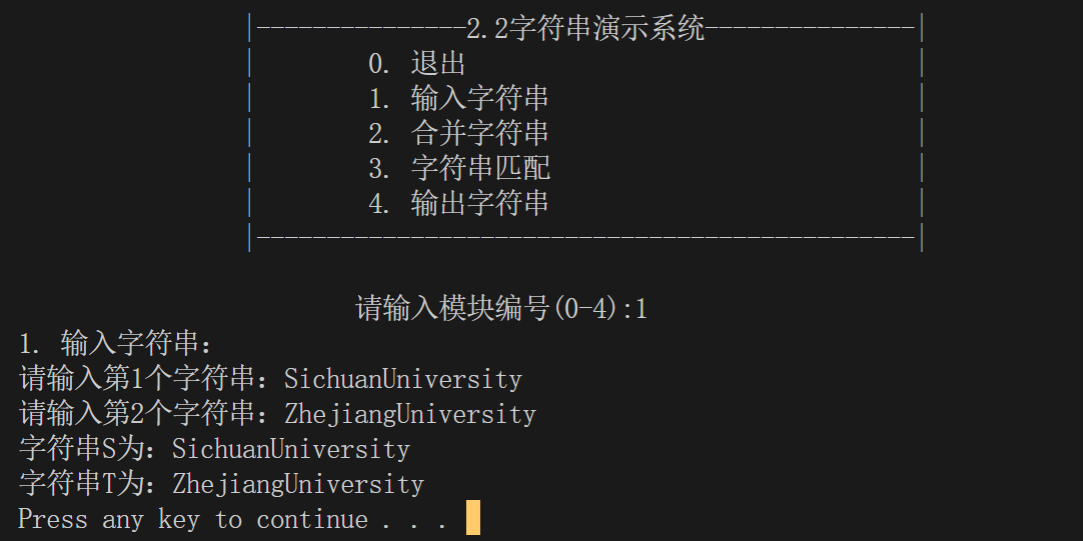 |---------------2.2字符串演示系统---------------|
| 0. 退出 |
| 1. 输入字符串 |
| 2. 合并字符串 |
| 3. 字符串匹配 |
| 4. 输出字符串 |
|-----------------------------------------------|
请输入模块编号(0-4):1
1. 输入字符串:
请输入第1个字符串: SichuanUniversity
请输入第2个字符串: ZhejiangUniversity
字符串S为: SichuanUniversity
字符串T为: ZhejiangUniversity
Press any key to continue . . .